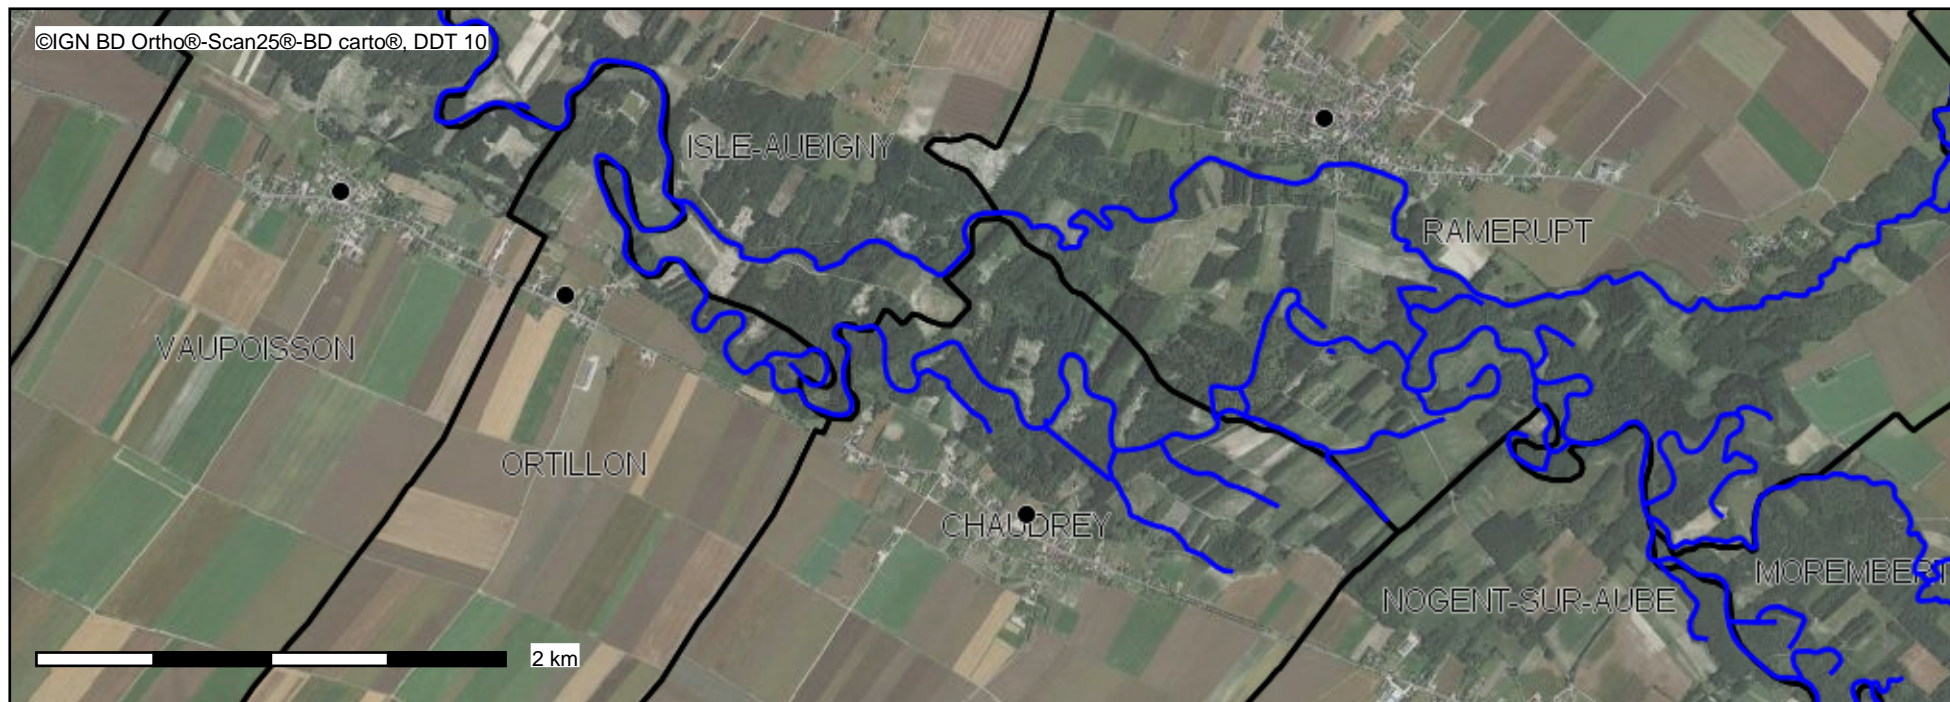 ©IGN BD Ortho®-Scan25®-BD carto®, DDT 10
ISLE-AUBIGNY
RAMERUPT
VAUPOISSON
ORTILLON
CHAUDREY
MOREMBERT
NOGENT-SUR-AUBE
2 km